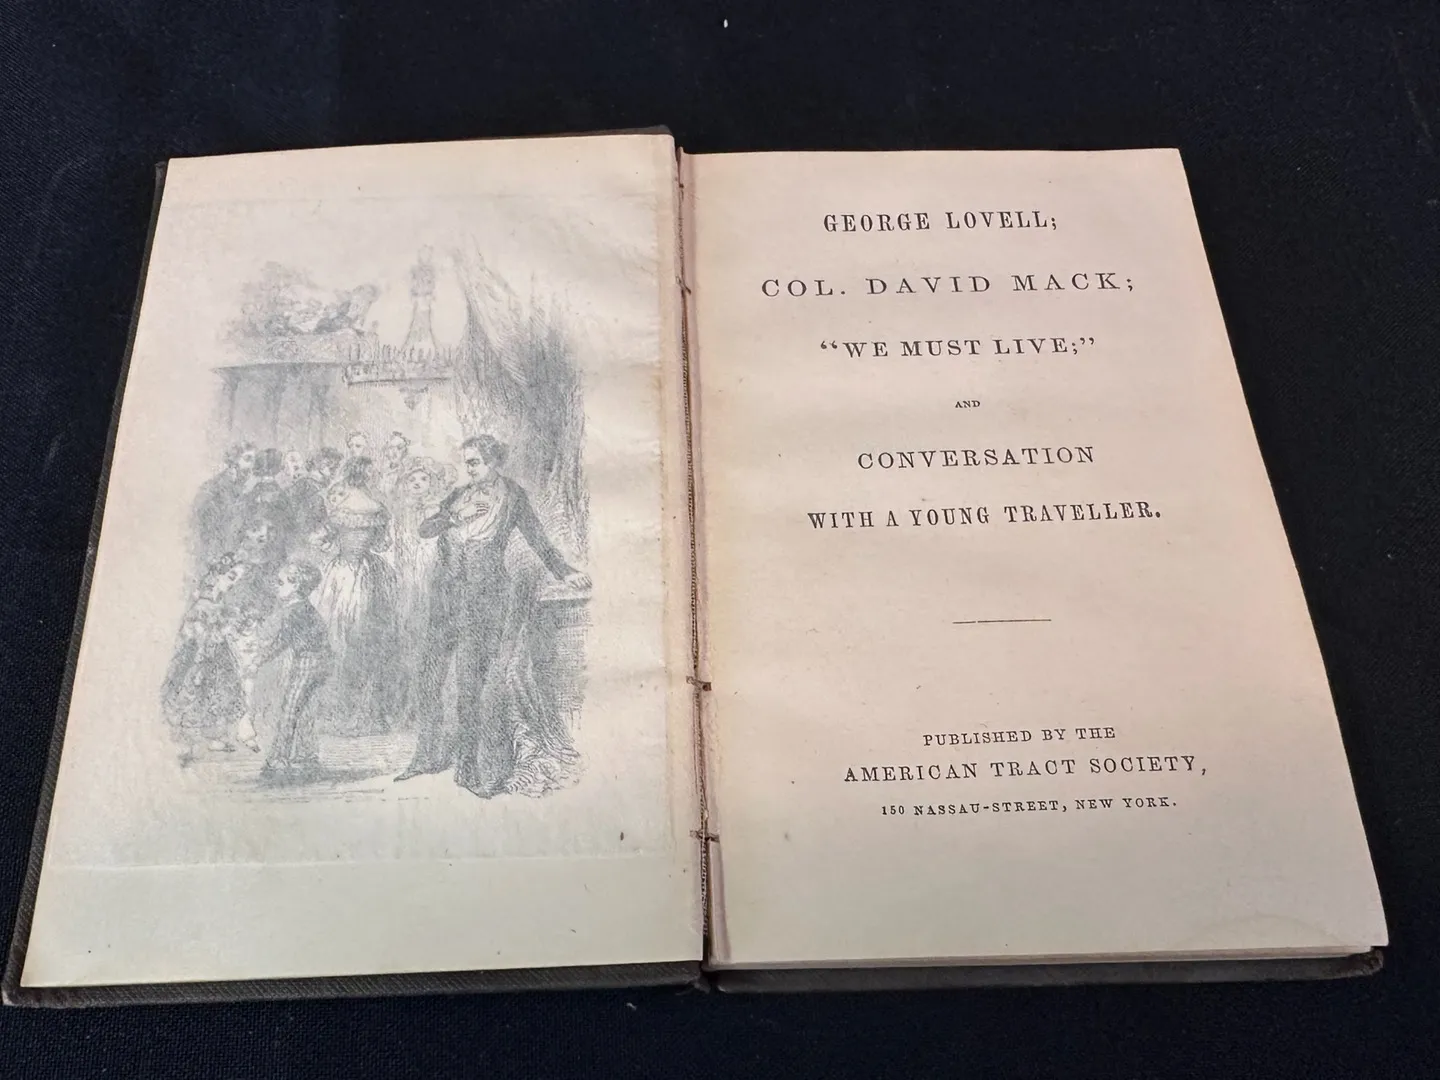 GEORGE LOVELL;
COL. DAVID MACK;
“WE MUST LIVE;”
AND
CONVERSATION
WITH A YOUNG TRAVELLER.
PUBLISHED BY THE
AMERICAN TRACT SOCIETY,
150 NASSAU-STREET, NEW YORK.